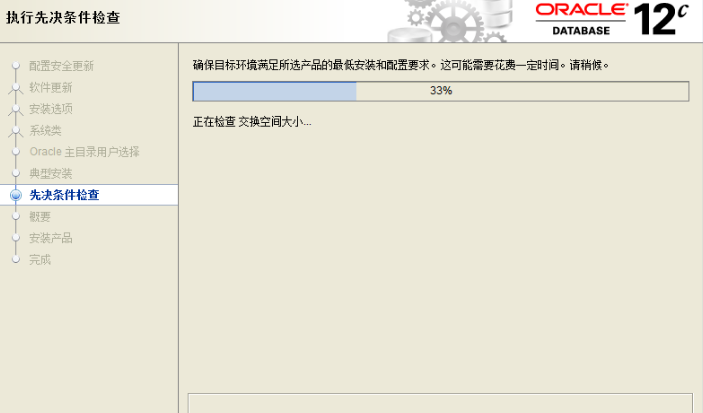 执行先决条件检查
ORACLE
DATABASE
12c
配置安全更新
软件更新
安装选项
系统类
Oracle 主目录用户选择
典型安装
先决条件检查
概要
安装产品
完成
确保目标环境满足所选产品的最低安装和配置要求。这可能需要花费一定时间。请稍候。
33%
正在检查 交换空间大小...